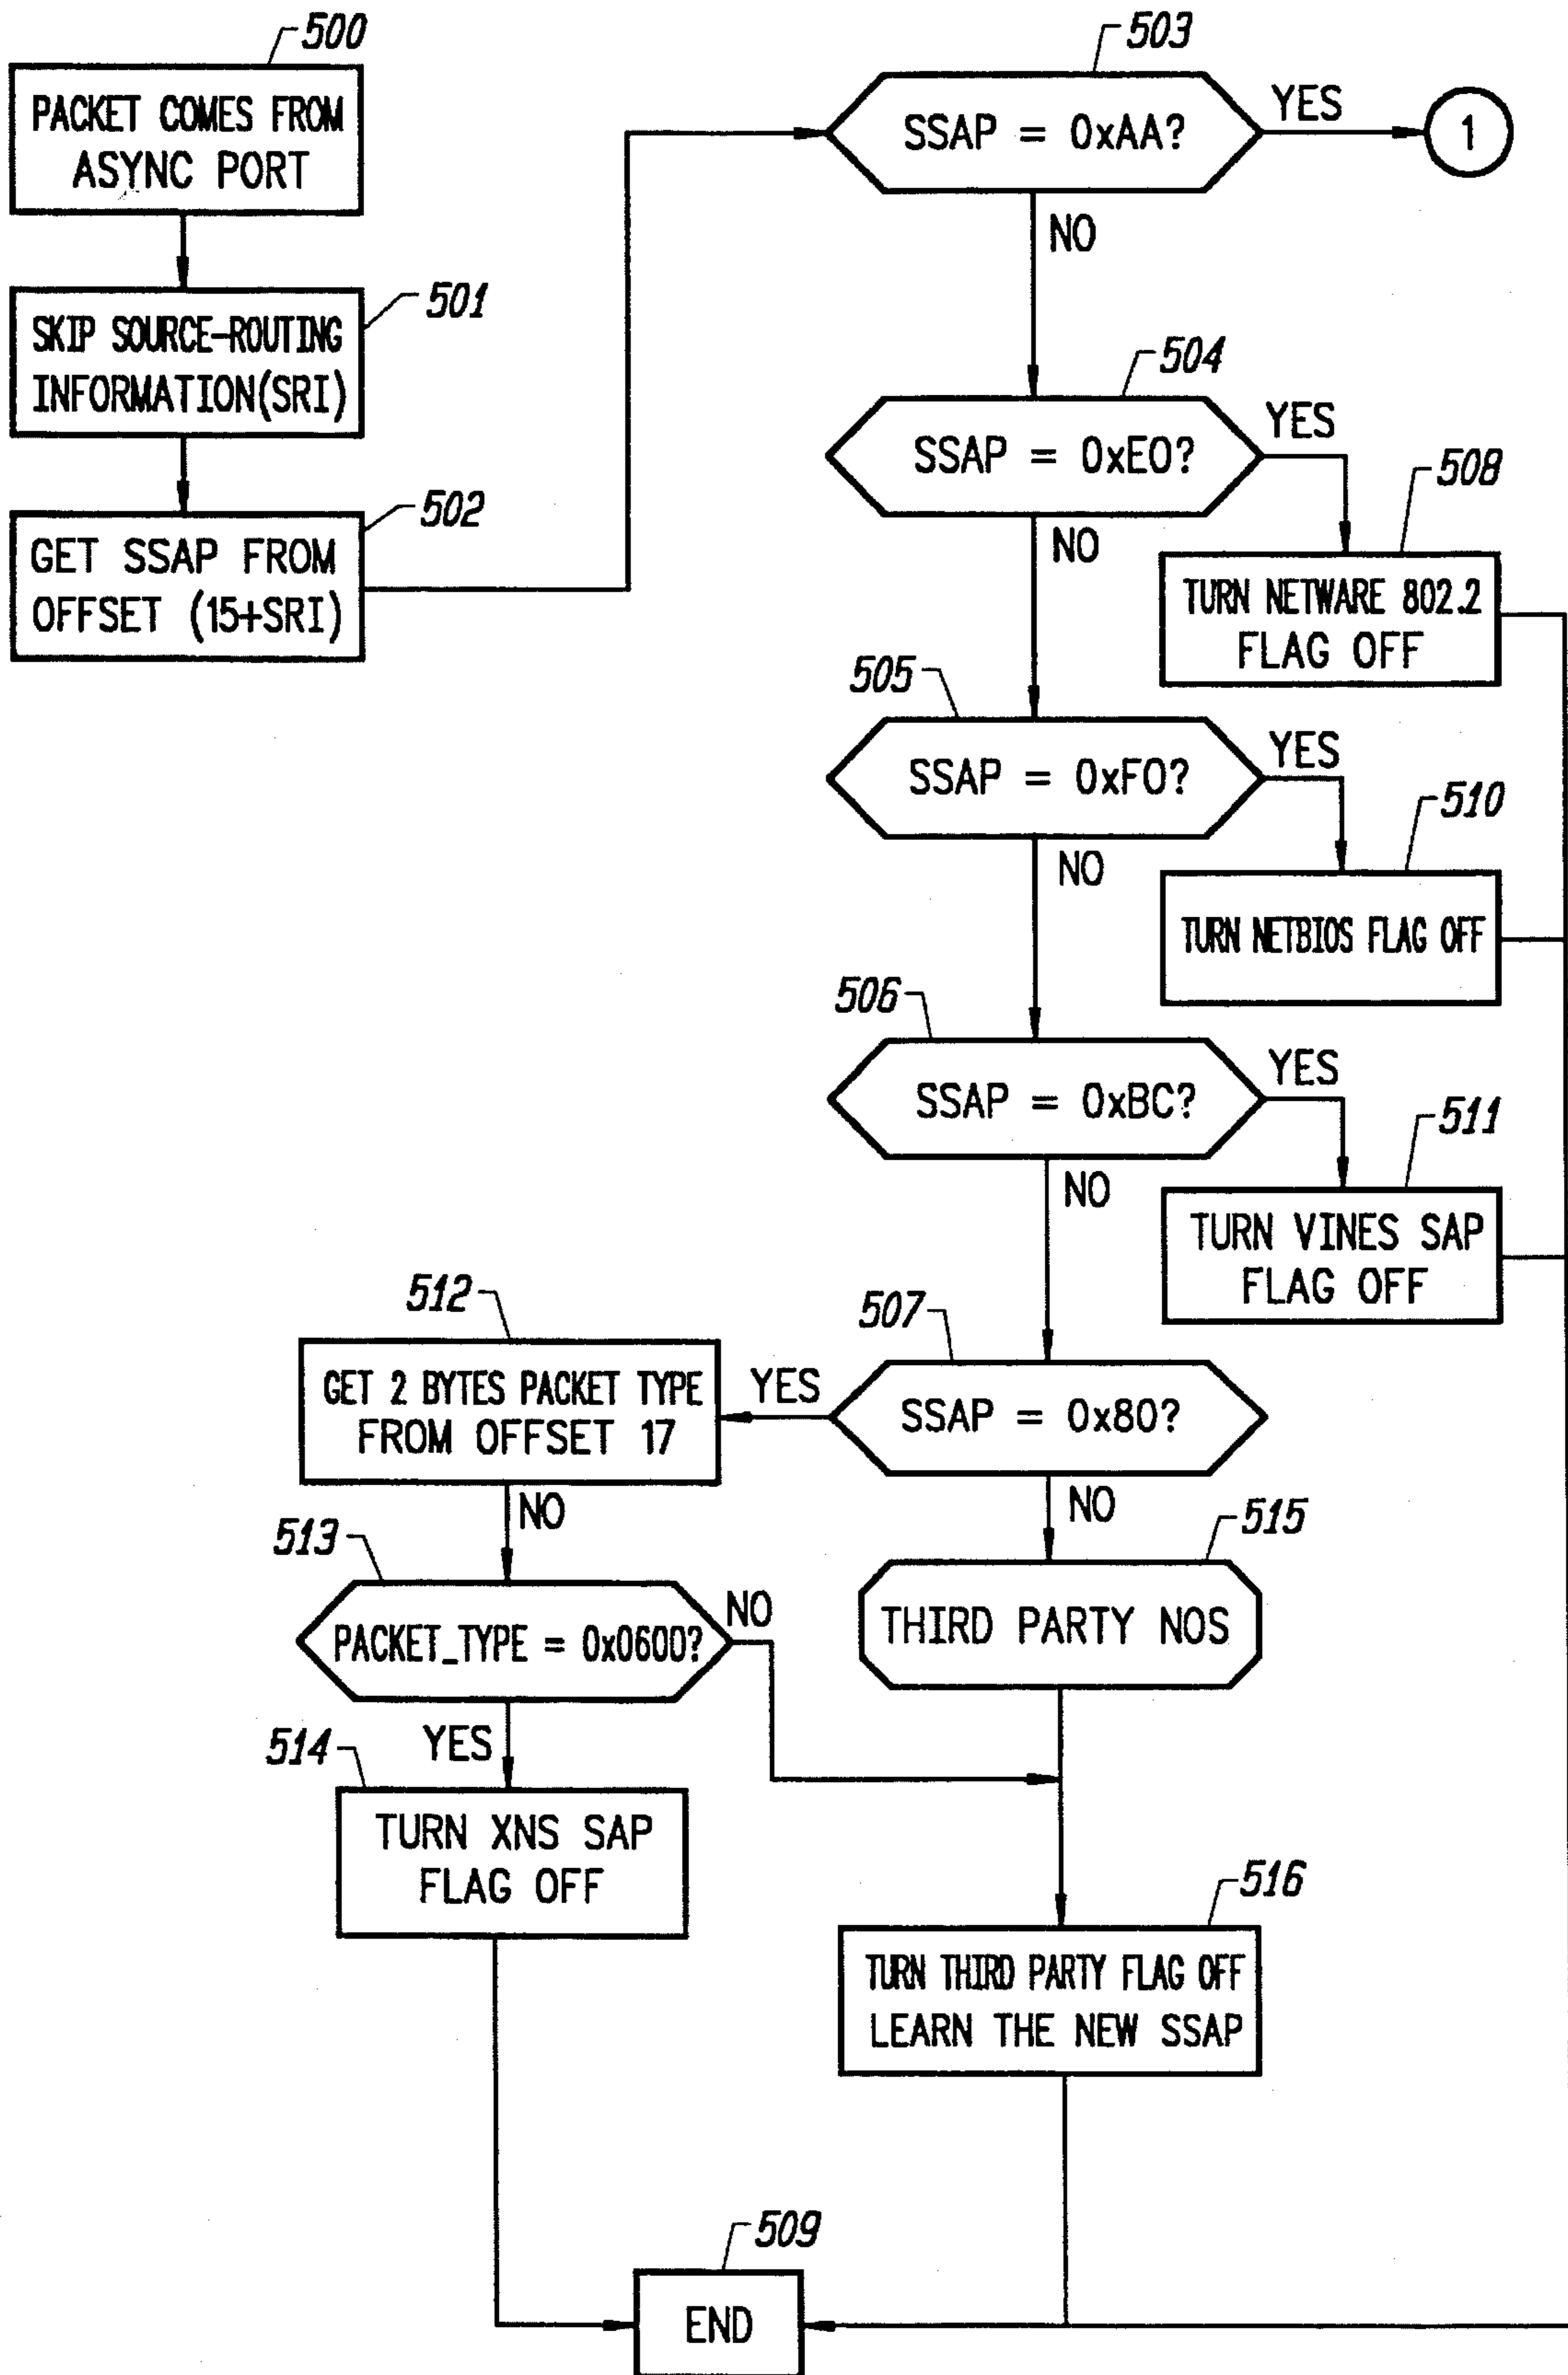 500
PACKET COMES FROM
ASYNC PORT
501
SKIP SOURCE-ROUTING
INFORMATION(SRI)
502
GET SSAP FROM
OFFSET (15+SRI)
503
SSAP = 0xAA?
YES
1
NO
504
SSAP = 0xE0?
YES
NO
508
TURN NETWARE 802.2
FLAG OFF
505
SSAP = 0xF0?
YES
NO
510
TURN NETBIOS FLAG OFF
506
SSAP = 0xBC?
YES
NO
511
TURN VINES SAP
FLAG OFF
507
SSAP = 0x80?
YES
NO
512
GET 2 BYTES PACKET TYPE
FROM OFFSET 17
NO
513
PACKET_TYPE = 0x0600?
NO
YES
514
TURN XNS SAP
FLAG OFF
515
THIRD PARTY NOS
516
TURN THIRD PARTY FLAG OFF
LEARN THE NEW SSAP
509
END